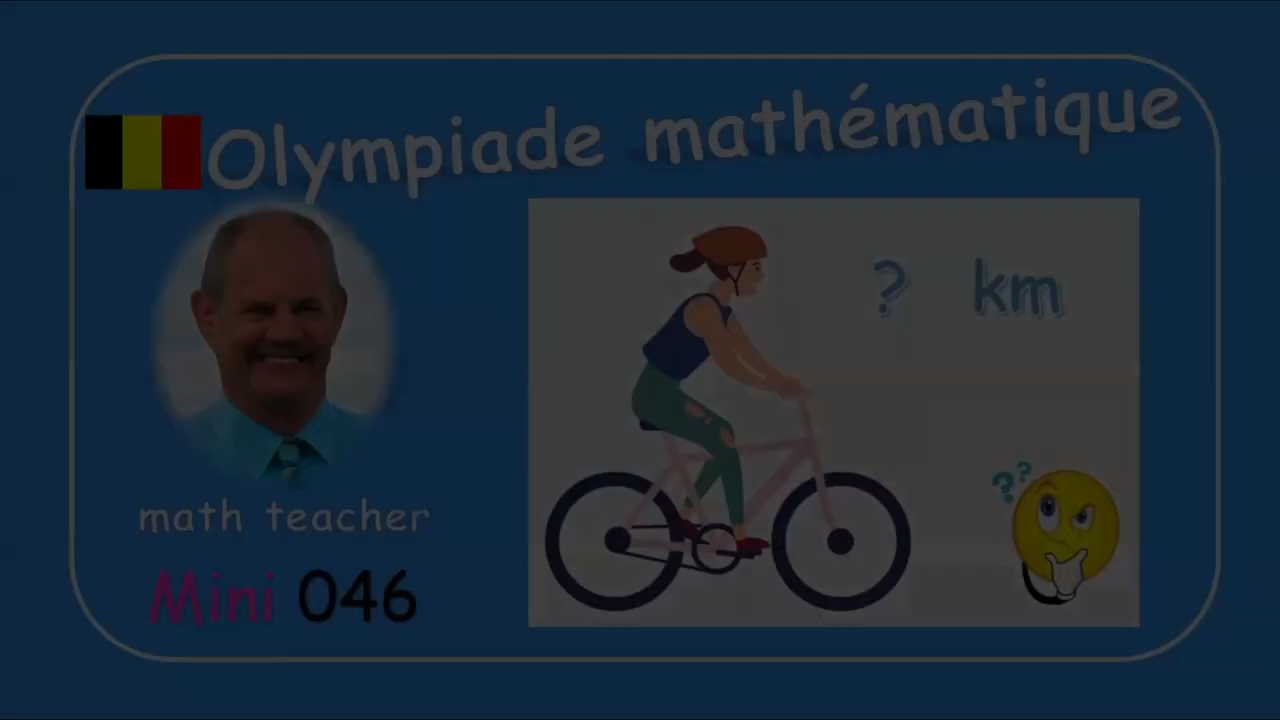 Olympiade mathématique
? km
? ?
math teacher
Mini 046